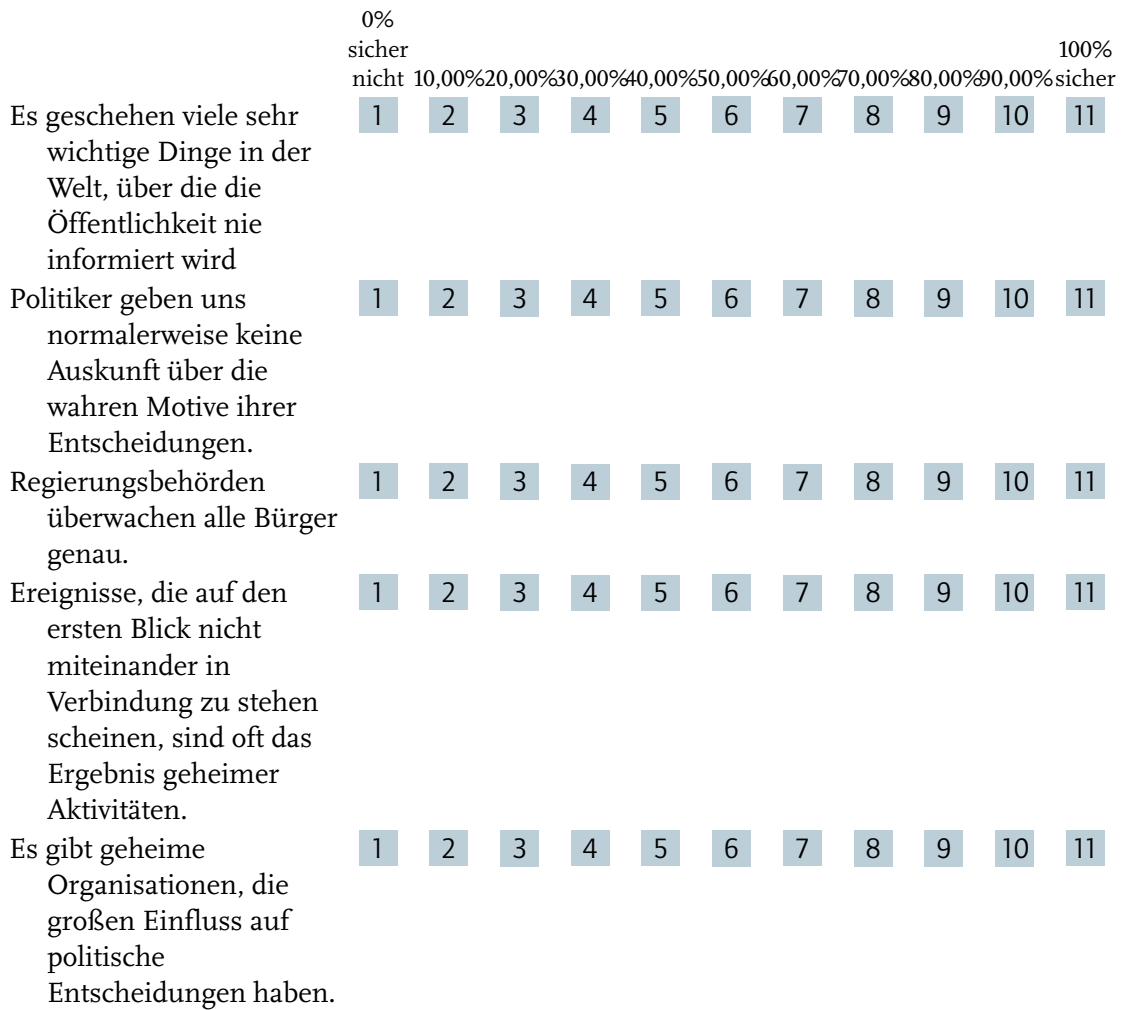 0%
sicher 100%
nicht 10,00%20,00%30,00%40,00%50,00%60,00%70,00%80,00%90,00% sicher
Es geschehen viele sehr 1 2 3 4 5 6 7 8 9 10 11
wichtige Dinge in der
Welt, über die die
Öffentlichkeit nie
informiert wird
Politiker geben uns 1 2 3 4 5 6 7 8 9 10 11
normalerweise keine
Auskunft über die
wahren Motive ihrer
Entscheidungen.
Regierungsbehörden 1 2 3 4 5 6 7 8 9 10 11
überwachen alle Bürger
genau.
Ereignisse, die auf den 1 2 3 4 5 6 7 8 9 10 11
ersten Blick nicht
miteinander in
Verbindung zu stehen
scheinen, sind oft das
Ergebnis geheimer
Aktivitäten.
Es gibt geheime 1 2 3 4 5 6 7 8 9 10 11
Organisationen, die
großen Einfluss auf
politische
Entscheidungen haben.